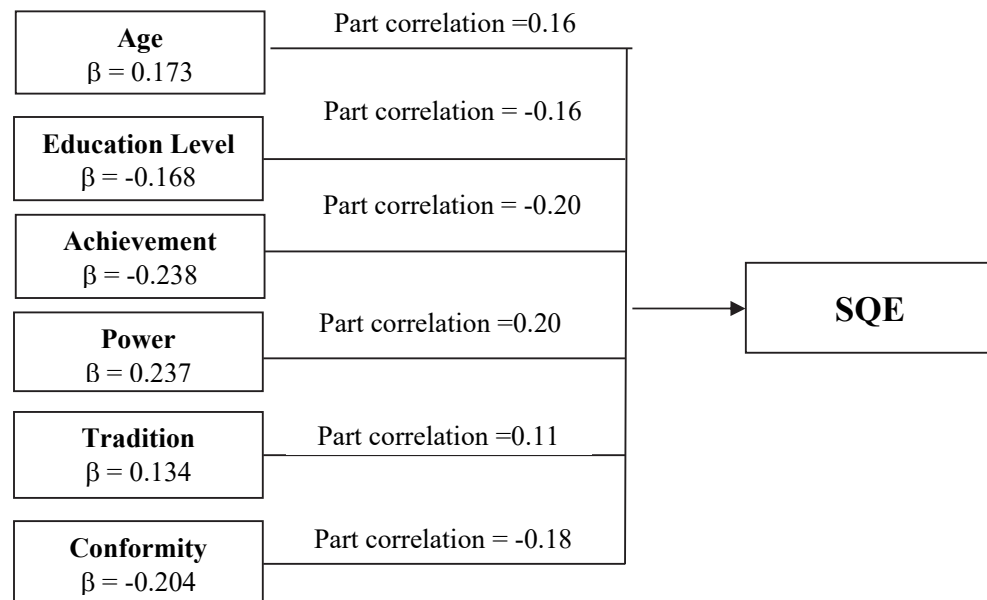 Part correlation =0.16
Age
β = 0.173
Part correlation = -0.16
Education Level
β = -0.168
Part correlation = -0.20
Achievement
β = -0.238
Part correlation =0.20
Power
ß = 0.237
SQE
Part correlation =0.11
Tradition
β = 0.134
Part correlation = -0.18
Conformity
β = -0.204